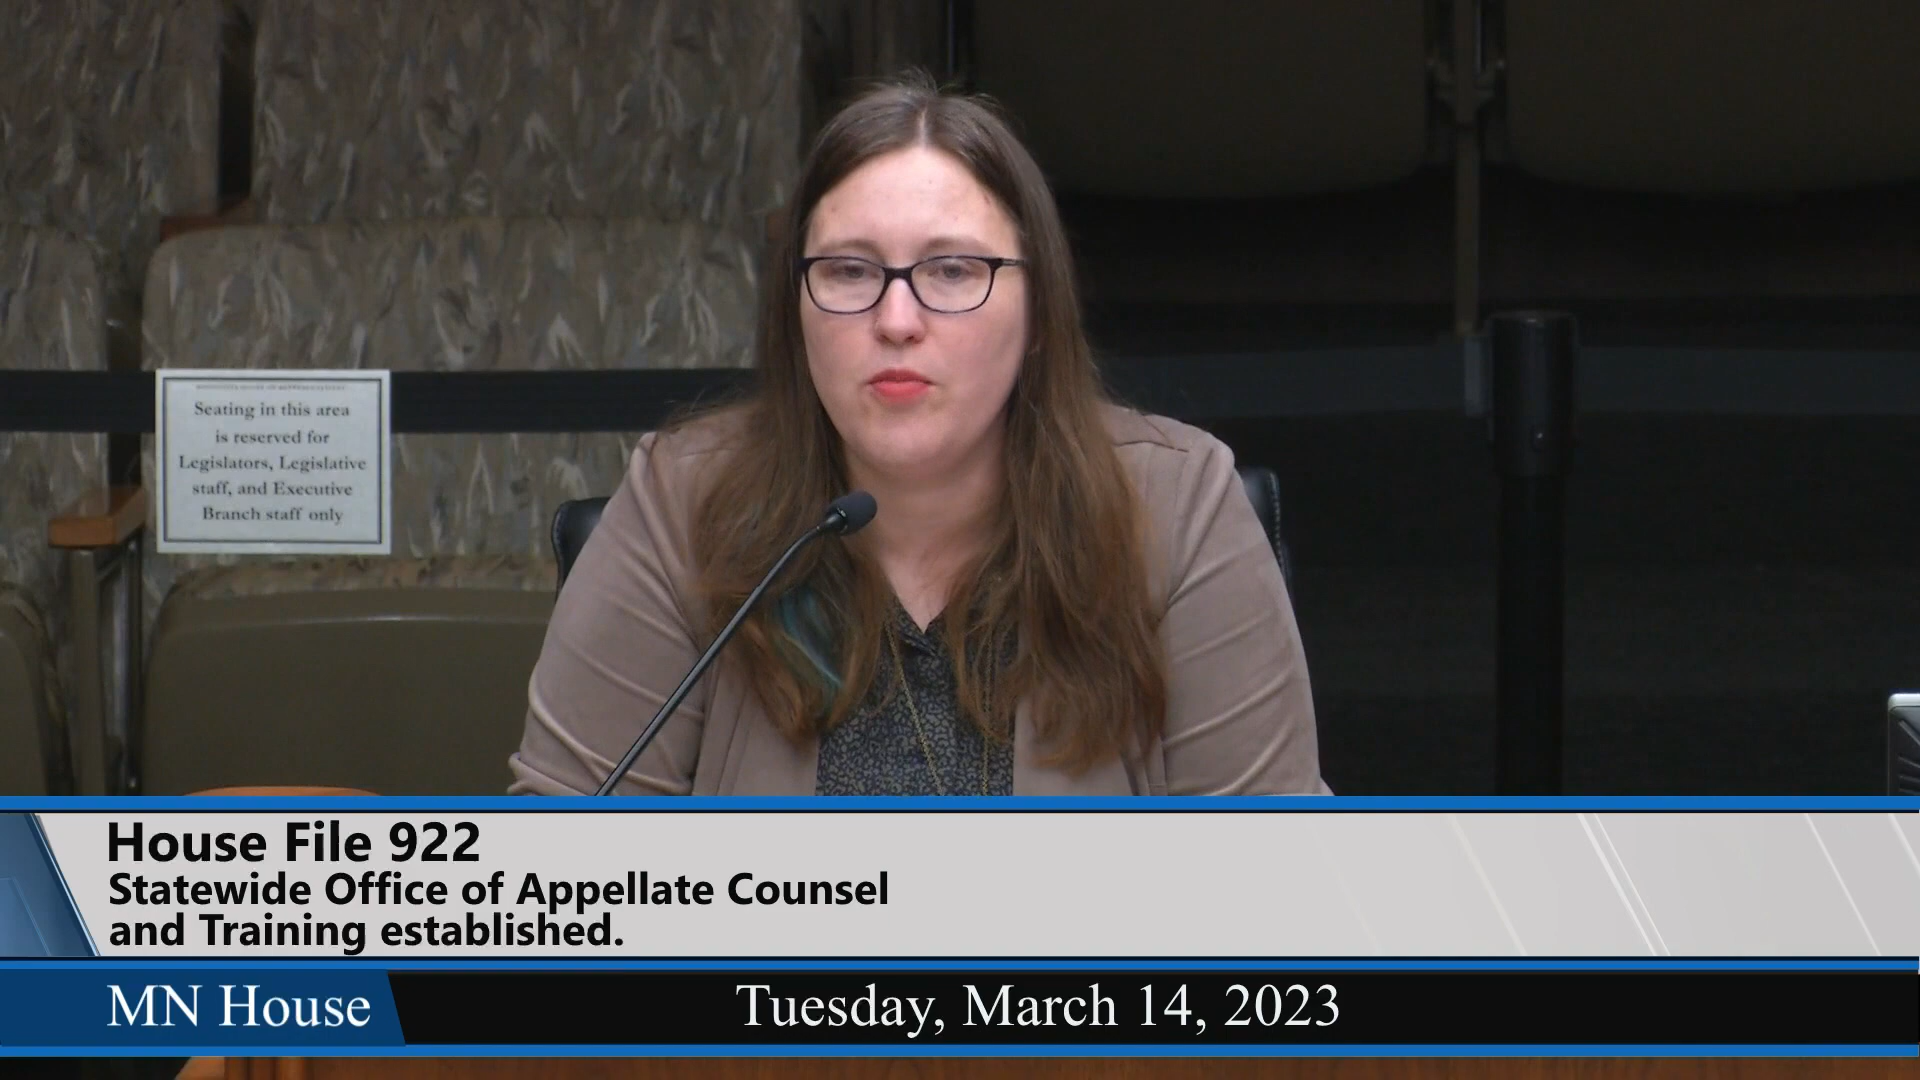 Seating in this area
is reserved for
Legislators, Legislative
staff, and Executive
Branch staff only
House File 922
Statewide Office of Appellate Counsel
and Training established.
MN House
Tuesday, March 14, 2023